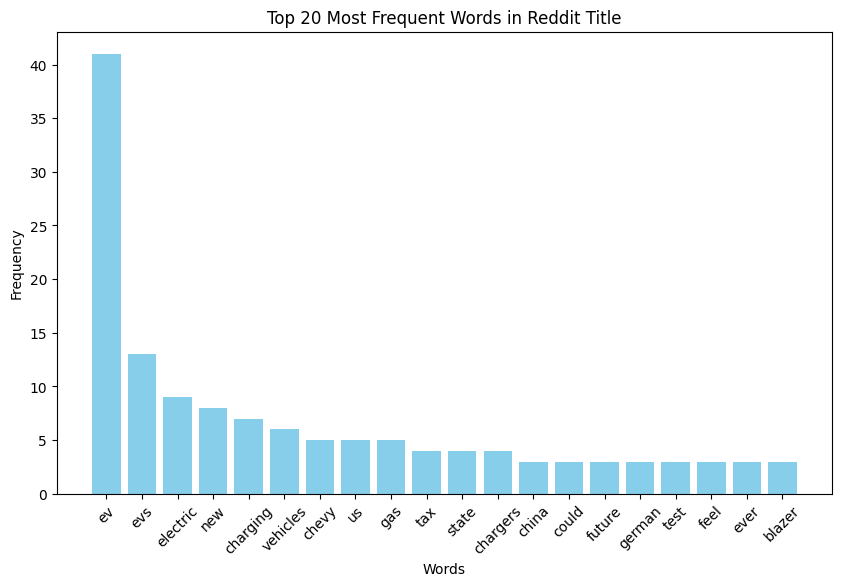 Top 20 Most Frequent Words in Reddit Title
Frequency
40
35
30
25
20
15
10
5
0
ev
evs
electric
new
charging
vehicles
chevy
us
gas
tax
state
chargers
china
could
future
german
test
feel
ever
blazer
Words